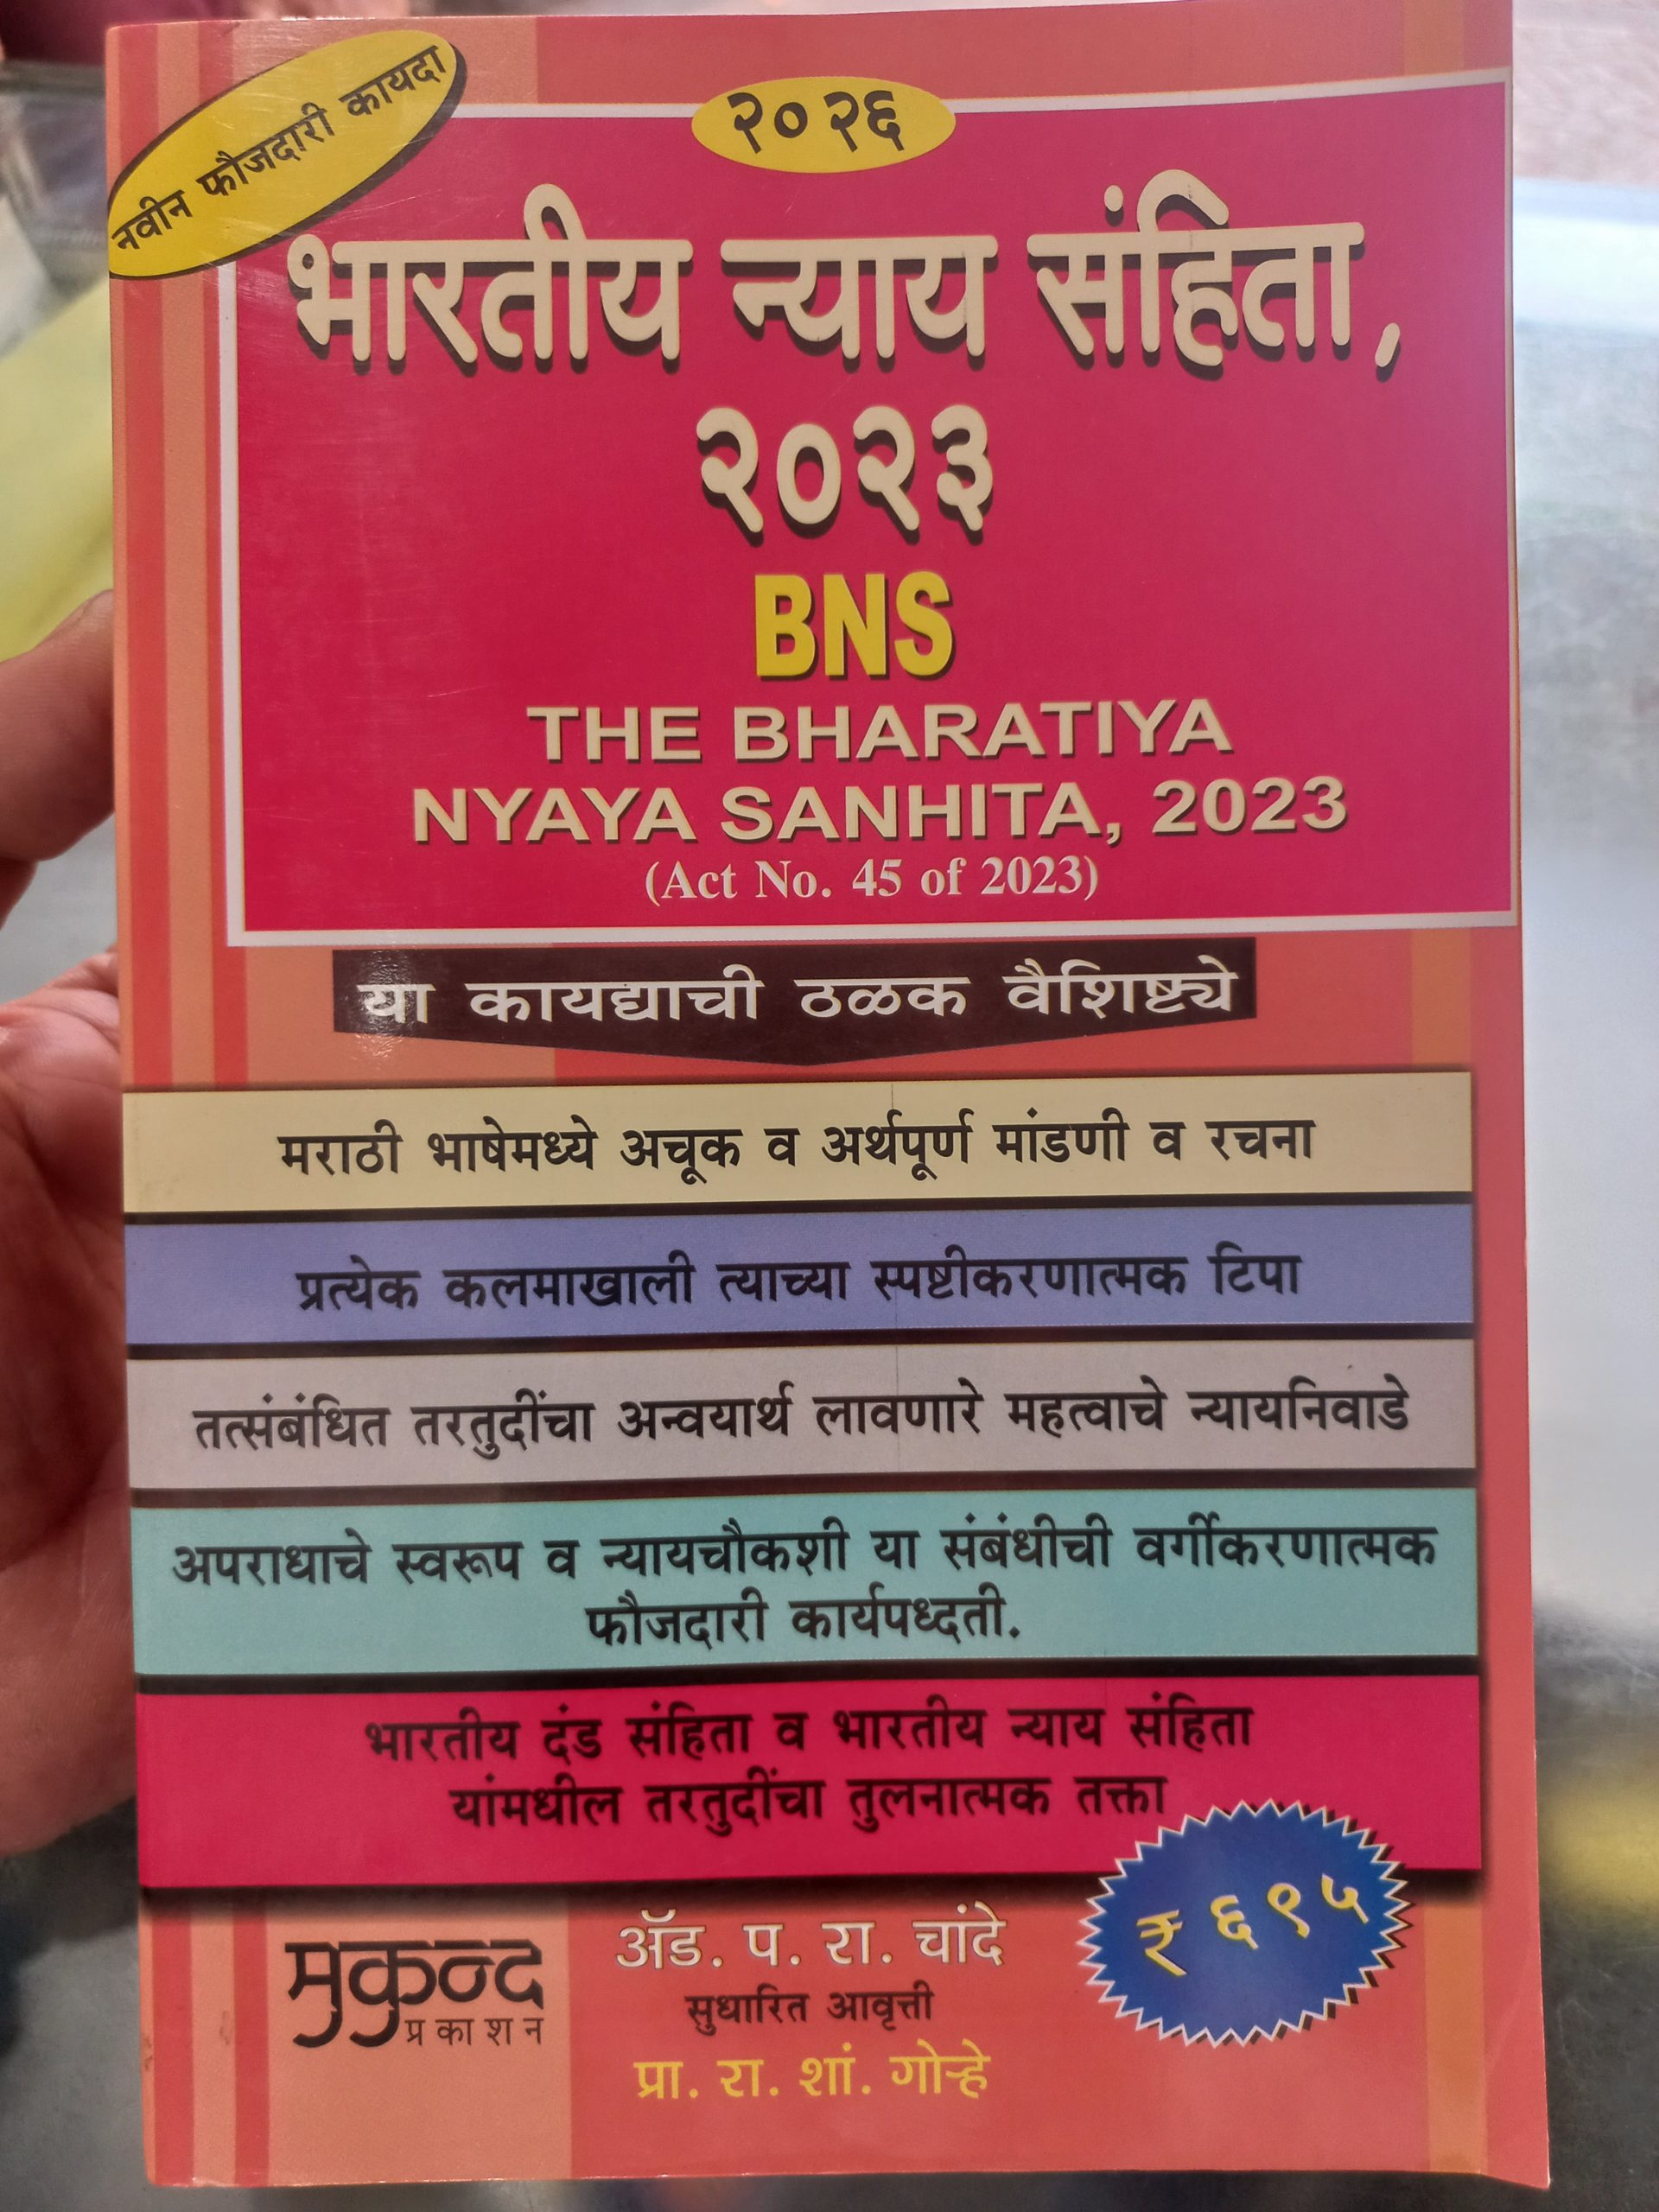 नवीन फौजदारी कायदा
२०२६
भारतीय न्याय संहिता,
२०२३
BNS
THE BHARATIYA
NYAYA SANHITA, 2023
(Act No. 45 of 2023)
या कायद्याची ठळक वैशिष्ट्ये
मराठी भाषेमध्ये अचूक व अर्थपूर्ण मांडणी व रचना
प्रत्येक कलमाखाली त्याच्या स्पष्टीकरणात्मक टिपा
तत्संबंधित तरतुदींचा अन्वयार्थ लावणारे महत्वाचे न्यायनिवाडे
अपराधाचे स्वरूप व न्यायचौकशी या संबंधीची वर्गीकरणात्मक
फौजदारी कार्यपध्दती.
भारतीय दंड संहिता व भारतीय न्याय संहिता
यांमधील तरतुदींचा तुलनात्मक तक्ता
₹ ६९५
मुकुन्द
प्रकाशन
ॲड. प. रा. चांदे
सुधारित आवृत्ती
प्रा. रा. शां. गोऱ्हे